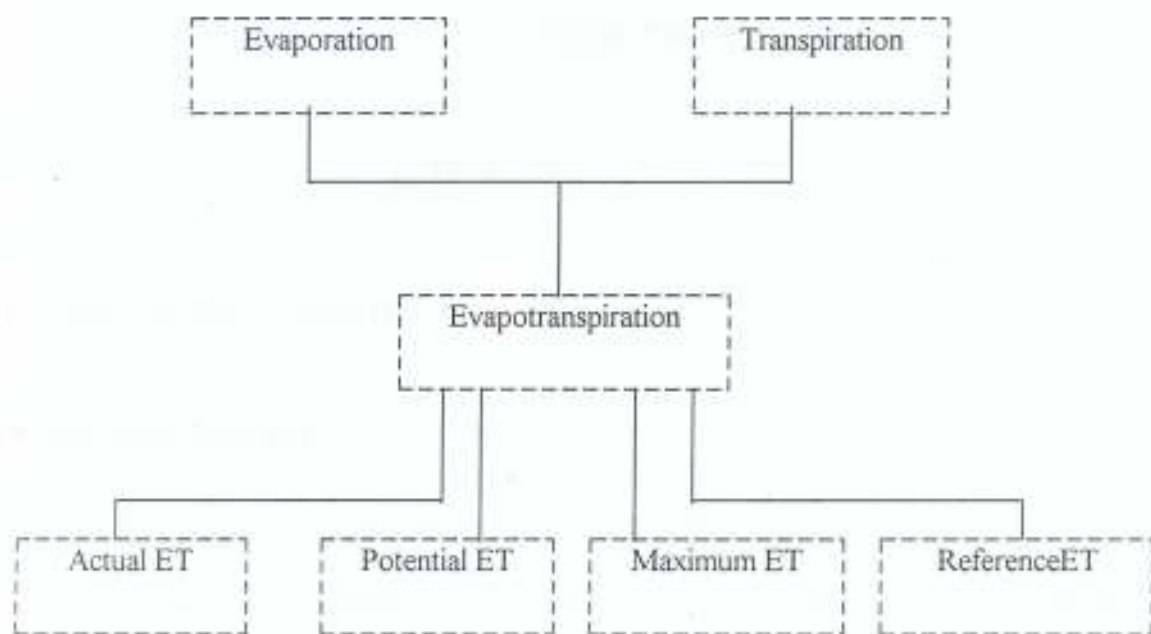 Evaporation
Transpiration
Evapotranspiration
Actual ET
Potential ET
Maximum ET
ReferenceET